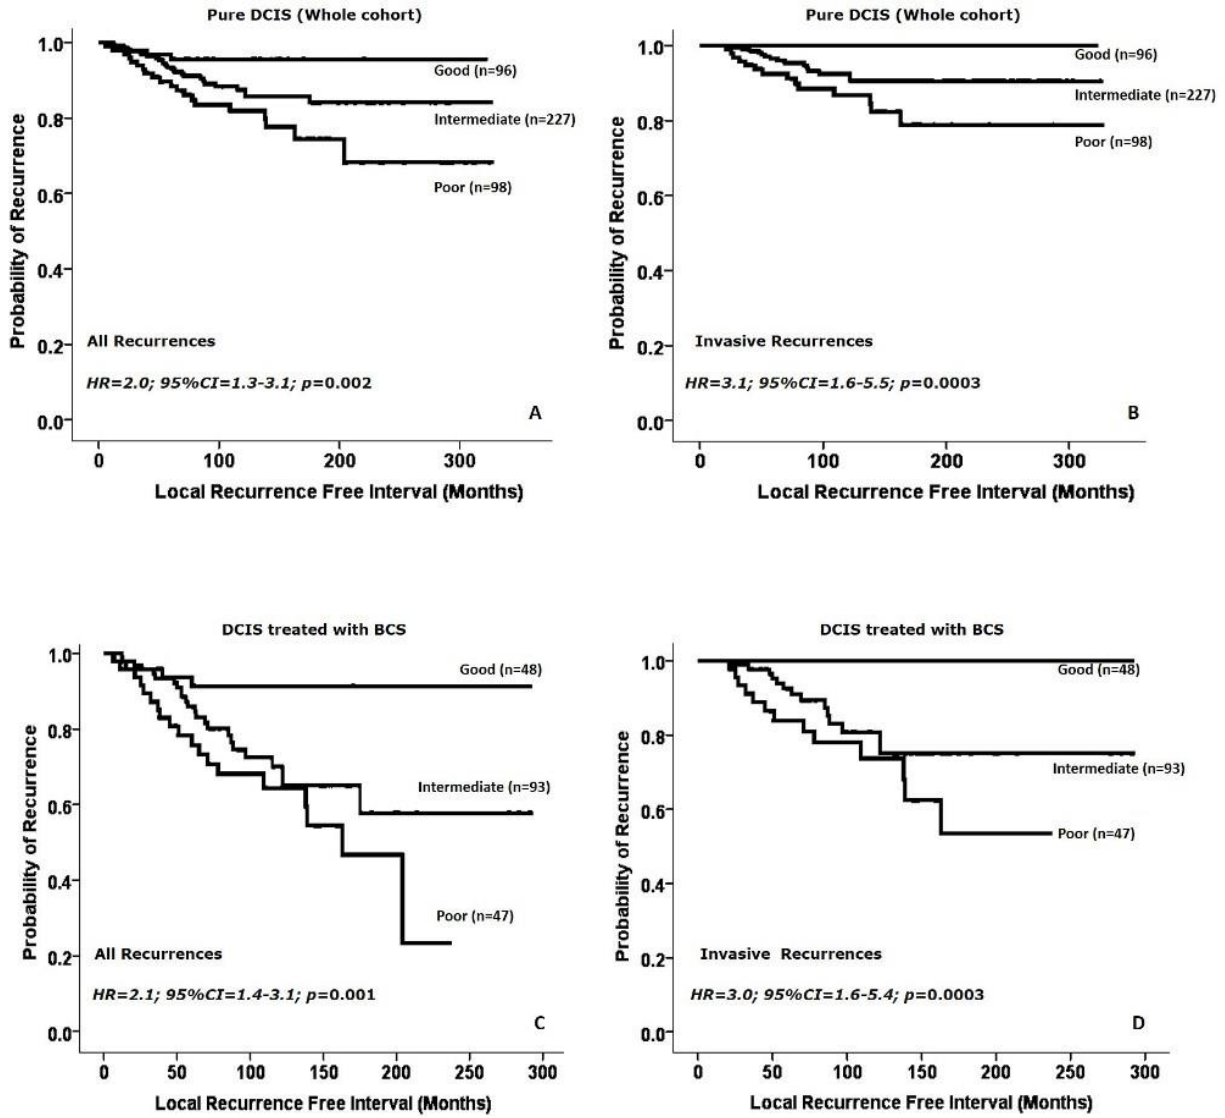 Pure DCIS (Whole cohort)
1.0
0.8
0.6
0.4
0.2
0.0
Probability of Recurrence
Good (n=96)
Intermediate (n=227)
Poor (n=98)
All Recurrences
HR=2.0; 95%CI=1.3-3.1; p=0.002
A
0 100 200 300
Local Recurrence Free Interval (Months)
Pure DCIS (Whole cohort)
1.0
0.8
0.6
0.4
0.2
0.0
Probability of Recurrence
Good (n=96)
Intermediate (n=227)
Poor (n=98)
Invasive Recurrences
HR=3.1; 95%CI=1.6-5.5; p=0.0003
B
0 100 200 300
Local Recurrence Free Interval (Months)
DCIS treated with BCS
1.0
0.8
0.6
0.4
0.2
0.0
Probability of Recurrence
Good (n=48)
Intermediate (n=93)
Poor (n=47)
All Recurrences
HR=2.1; 95%CI=1.4-3.1; p=0.001
C
0 50 100 150 200 250 300
Local Recurrence Free Interval (Months)
DCIS treated with BCS
1.0
0.8
0.6
0.4
0.2
0.0
Probability of Recurrence
Good (n=48)
Intermediate (n=93)
Poor (n=47)
Invasive Recurrences
HR=3.0; 95%CI=1.6-5.4; p=0.0003
D
0 50 100 150 200 250 300
Local Recurrence Free Interval (Months)